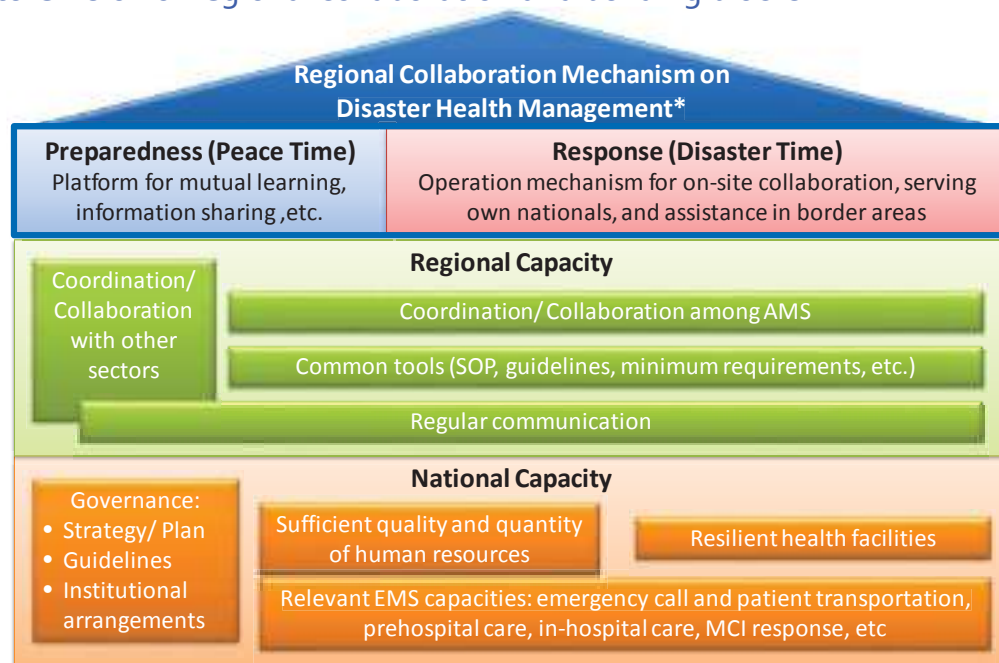 Regional Collaboration Mechanism on
Disaster Health Management*
Preparedness (Peace Time)
Platform for mutual learning,
information sharing ,etc.
Response (Disaster Time)
Operation mechanism for on-site collaboration, serving
own nationals, and assistance in border areas
Regional Capacity
Coordination/
Collaboration
with other
sectors
Coordination/ Collaboration among AMS
Common tools (SOP, guidelines, minimum requirements, etc.)
Regular communication
National Capacity
Governance:
• Strategy/ Plan
• Guidelines
• Institutional
arrangements
Sufficient quality and quantity
of human resources
Resilient health facilities
Relevant EMS capacities: emergency call and patient transportation,
prehospital care, in-hospital care, MCI response, etc